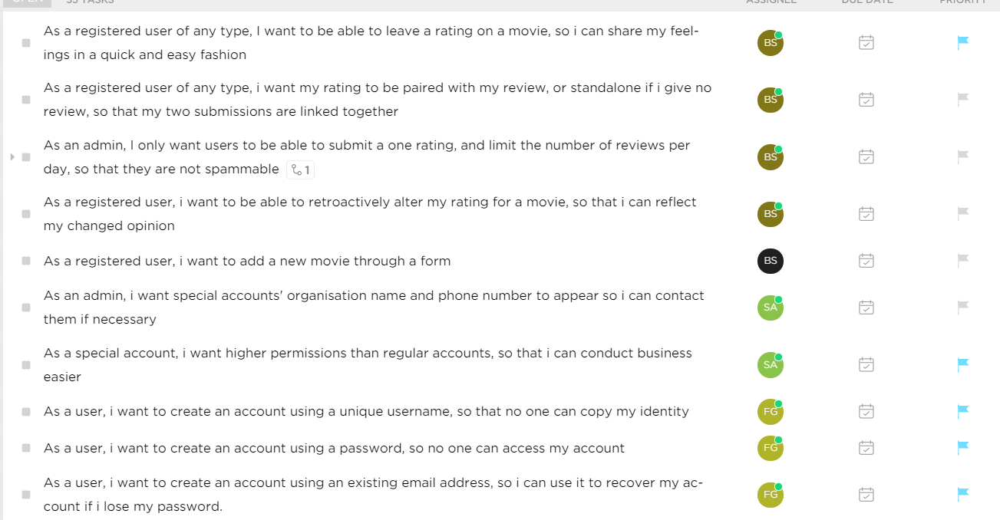 OPEN 35 TASKS ASSIGNEE DUE DATE PRIORITY
As a registered user of any type, I want to be able to leave a rating on a movie, so i can share my feel-
ings in a quick and easy fashion
BS
As a registered user of any type, i want my rating to be paired with my review, or standalone if i give no
review, so that my two submissions are linked together
BS
As an admin, I only want users to be able to submit a one rating, and limit the number of reviews per
day, so that they are not spammable 1
BS
As a registered user, i want to be able to retroactively alter my rating for a movie, so that i can reflect
my changed opinion
BS
As a registered user, i want to add a new movie through a form
BS
As an admin, i want special accounts' organisation name and phone number to appear so i can contact
them if necessary
SA
As a special account, i want higher permissions than regular accounts, so that i can conduct business
easier
SA
As a user, i want to create an account using a unique username, so that no one can copy my identity
FG
As a user, i want to create an account using a password, so no one can access my account
FG
As a user, i want to create an account using an existing email address, so i can use it to recover my ac-
count if i lose my password.
FG